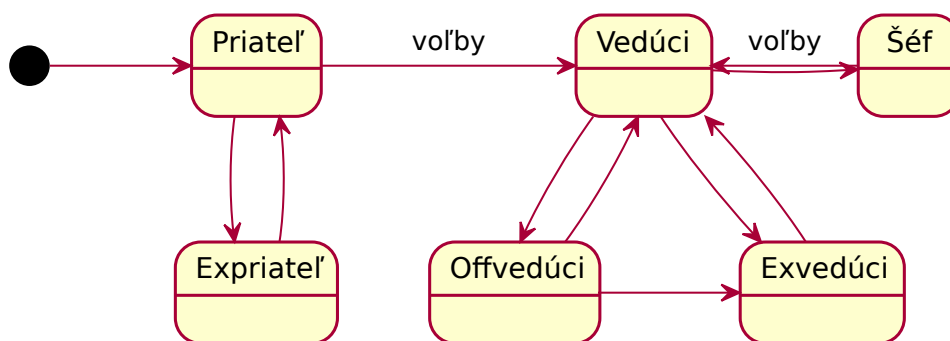 Priateľ
voľby
Vedúci
voľby
Šéf
Expriateľ
Offvedúci
Exvedúci